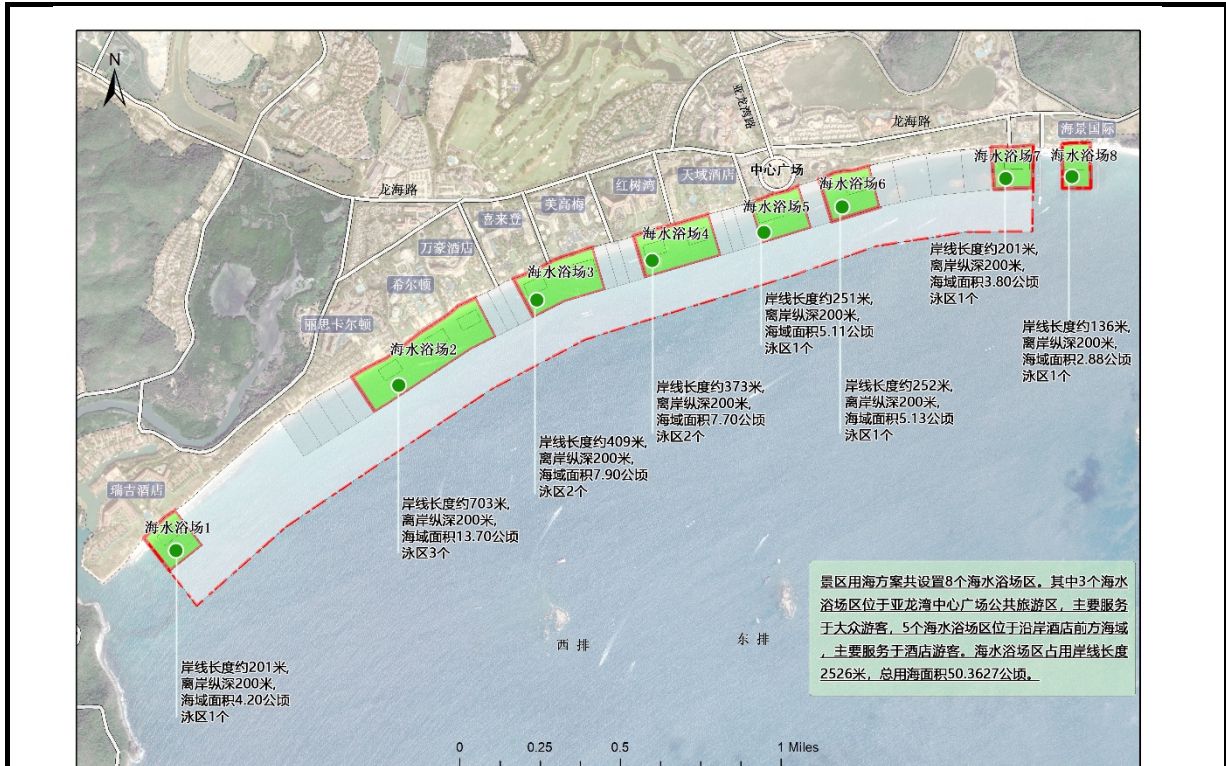 N
亚龙湾路
龙海路
海景国际
海水浴场7
海水浴场8
中心广场
天域酒店
海水浴场6
红树湾
龙海路
海水浴场5
美高梅
喜来登
海水浴场4
万豪酒店
海水浴场3
希尔顿
丽思卡尔顿
海水浴场2
瑞吉酒店
海水浴场1
岸线长度约201米,
离岸纵深200米,
海域面积3.80公顷
泳区1个
岸线长度约251米,
离岸纵深200米,
海域面积5.11公顷
泳区1个
岸线长度约136米,
离岸纵深200米,
海域面积2.88公顷
泳区1个
岸线长度约373米,
离岸纵深200米,
海域面积7.70公顷
泳区2个
岸线长度约252米,
离岸纵深200米,
海域面积5.13公顷
泳区1个
岸线长度约409米,
离岸纵深200米,
海域面积7.90公顷
泳区2个
岸线长度约703米,
离岸纵深200米,
海域面积13.70公顷
泳区3个
岸线长度约201米,
离岸纵深200米,
海域面积4.20公顷
泳区1个
西 排
东 排
景区用海方案共设置8个海水浴场区。其中3个海水
浴场区位于亚龙湾中心广场公共旅游区，主要服务
于大众游客，5个海水浴场区位于沿岸酒店前方海域
，主要服务于酒店游客。海水浴场区占用岸线长度
2526米，总用海面积50.3627公顷。
0 0.25 0.5 1 Miles